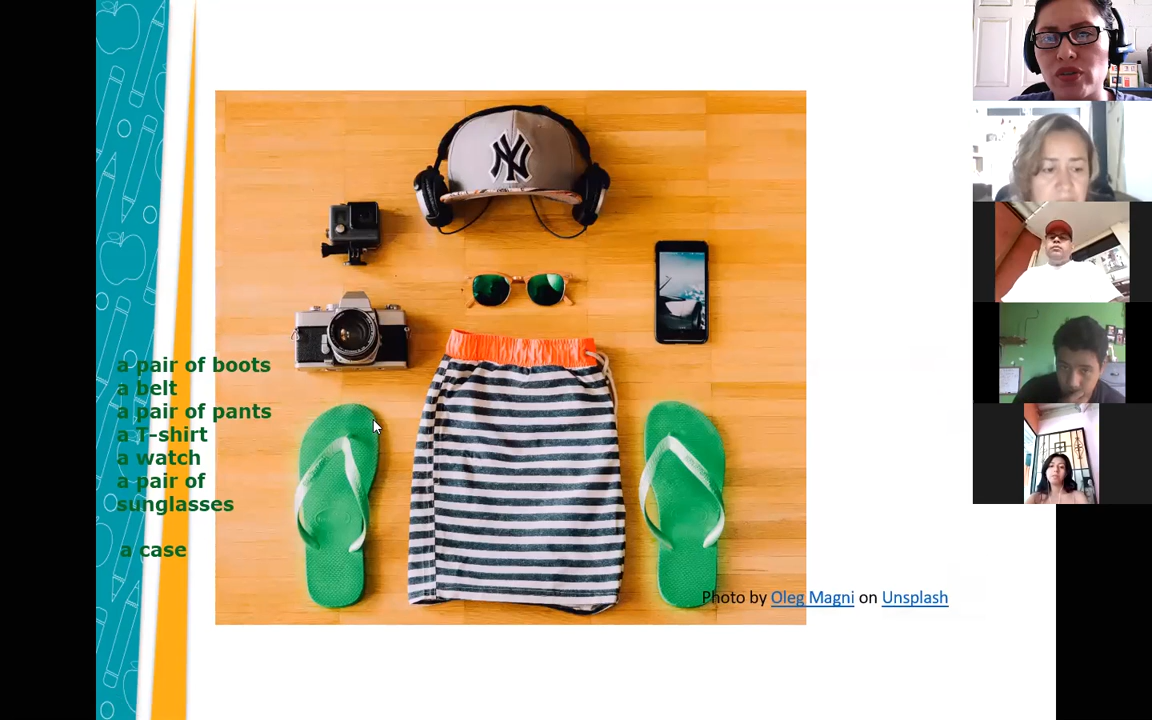 NY
a pair of boots
a belt
a pair of pants
a T-shirt
a watch
a pair of
sunglasses
a case
Photo by Oleg Magni on Unsplash